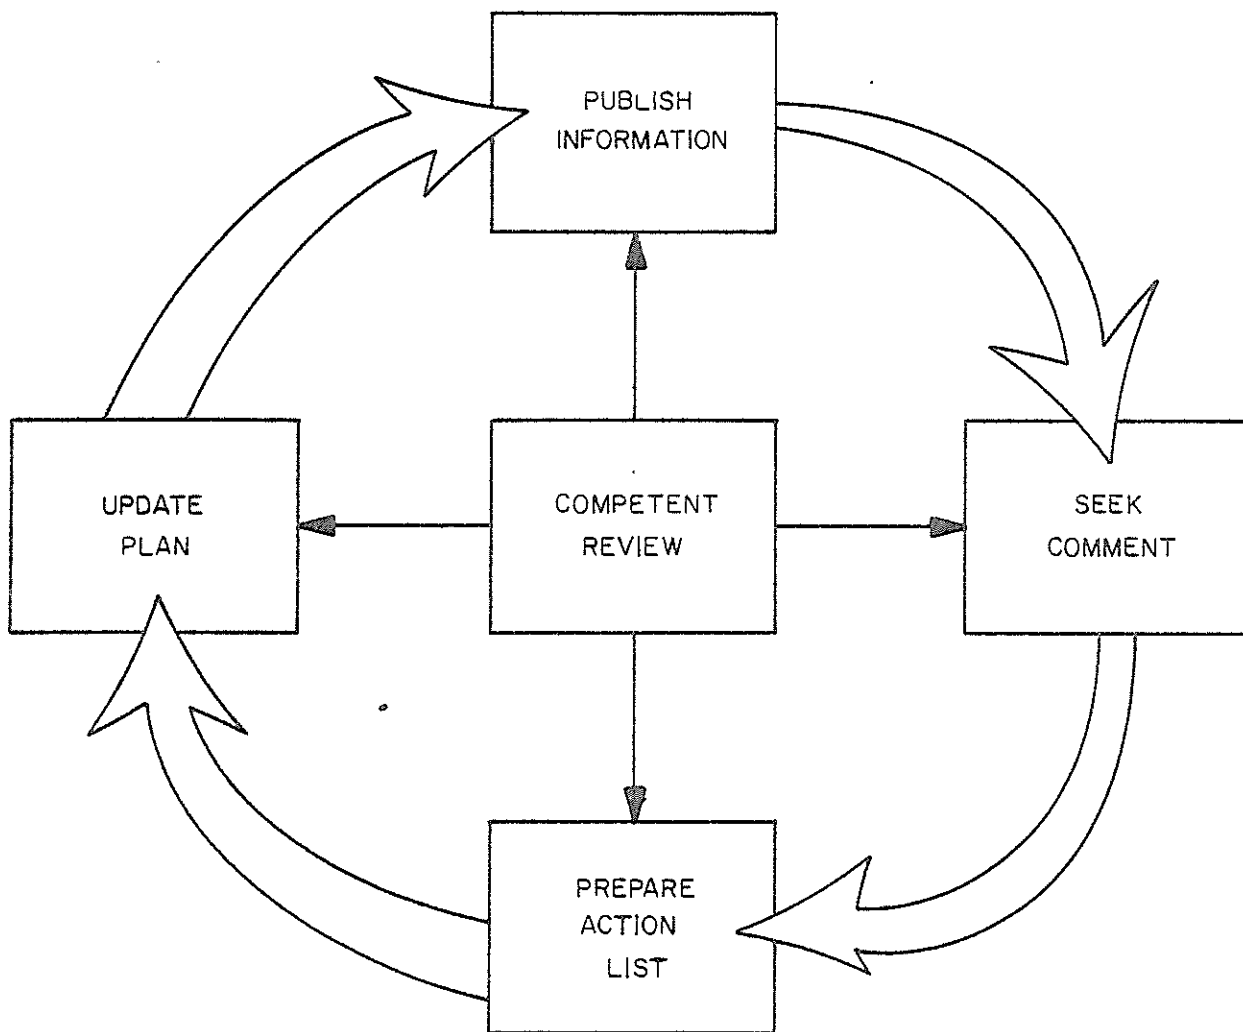 PUBLISH
INFORMATION
UPDATE
PLAN
COMPETENT
REVIEW
SEEK
COMMENT
PREPARE
ACTION
LIST